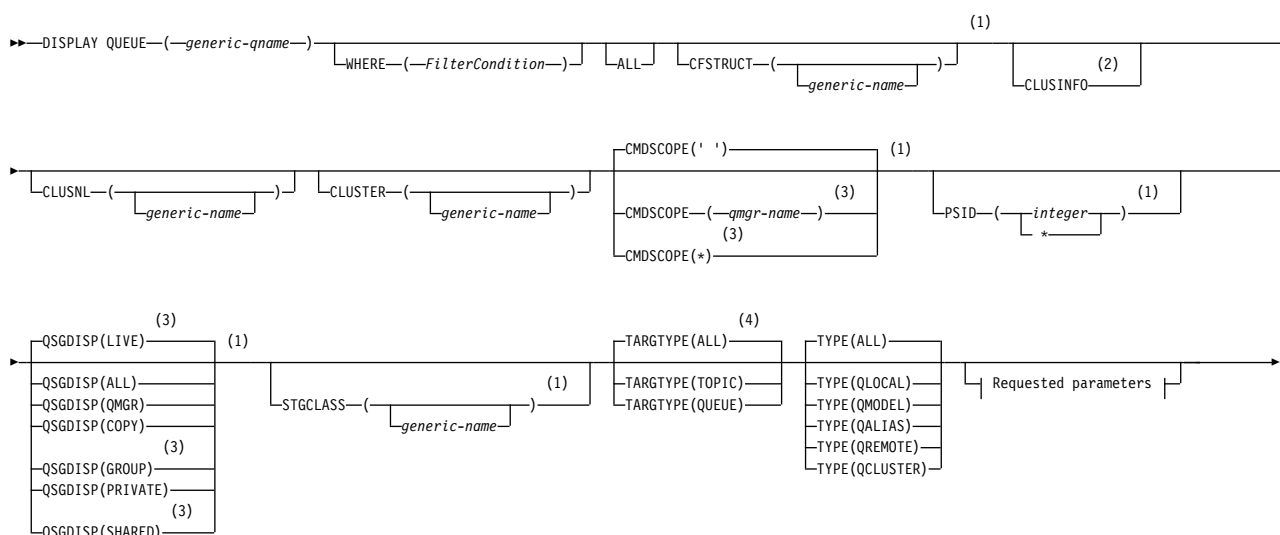 (1)
DISPLAY QUEUE ( generic-qname )
WHERE ( FilterCondition ) ALL CFSTRUCT ( ) (2)
generic-name CLUSINFO
CMDSCOPE(' ') (1)
CLUSNL ( ) CLUSTER ( ) (3) (1)
generic-name generic-name CMDSCOPE ( qmgr-name ) PSID ( integer )
(3) *
CMDSCOPE(*)
(3) (4)
QSGDISP(LIVE) (1) TARGTYPE(ALL) TYPE(ALL)
QSGDISP(ALL) (1) TARGTYPE(TOPIC) TYPE(QLOCAL) Requested parameters
QSGDISP(QMGR) STGCLASS ( ) TARGTYPE(QUEUE) TYPE(QMODEL)
QSGDISP(COPY) generic-name TYPE(QALIAS)
(3) TYPE(QREMOTE)
QSGDISP(GROUP) TYPE(QCLUSTER)
QSGDISP(PRIVATE)
(3)
QSGDISP(SHARED)